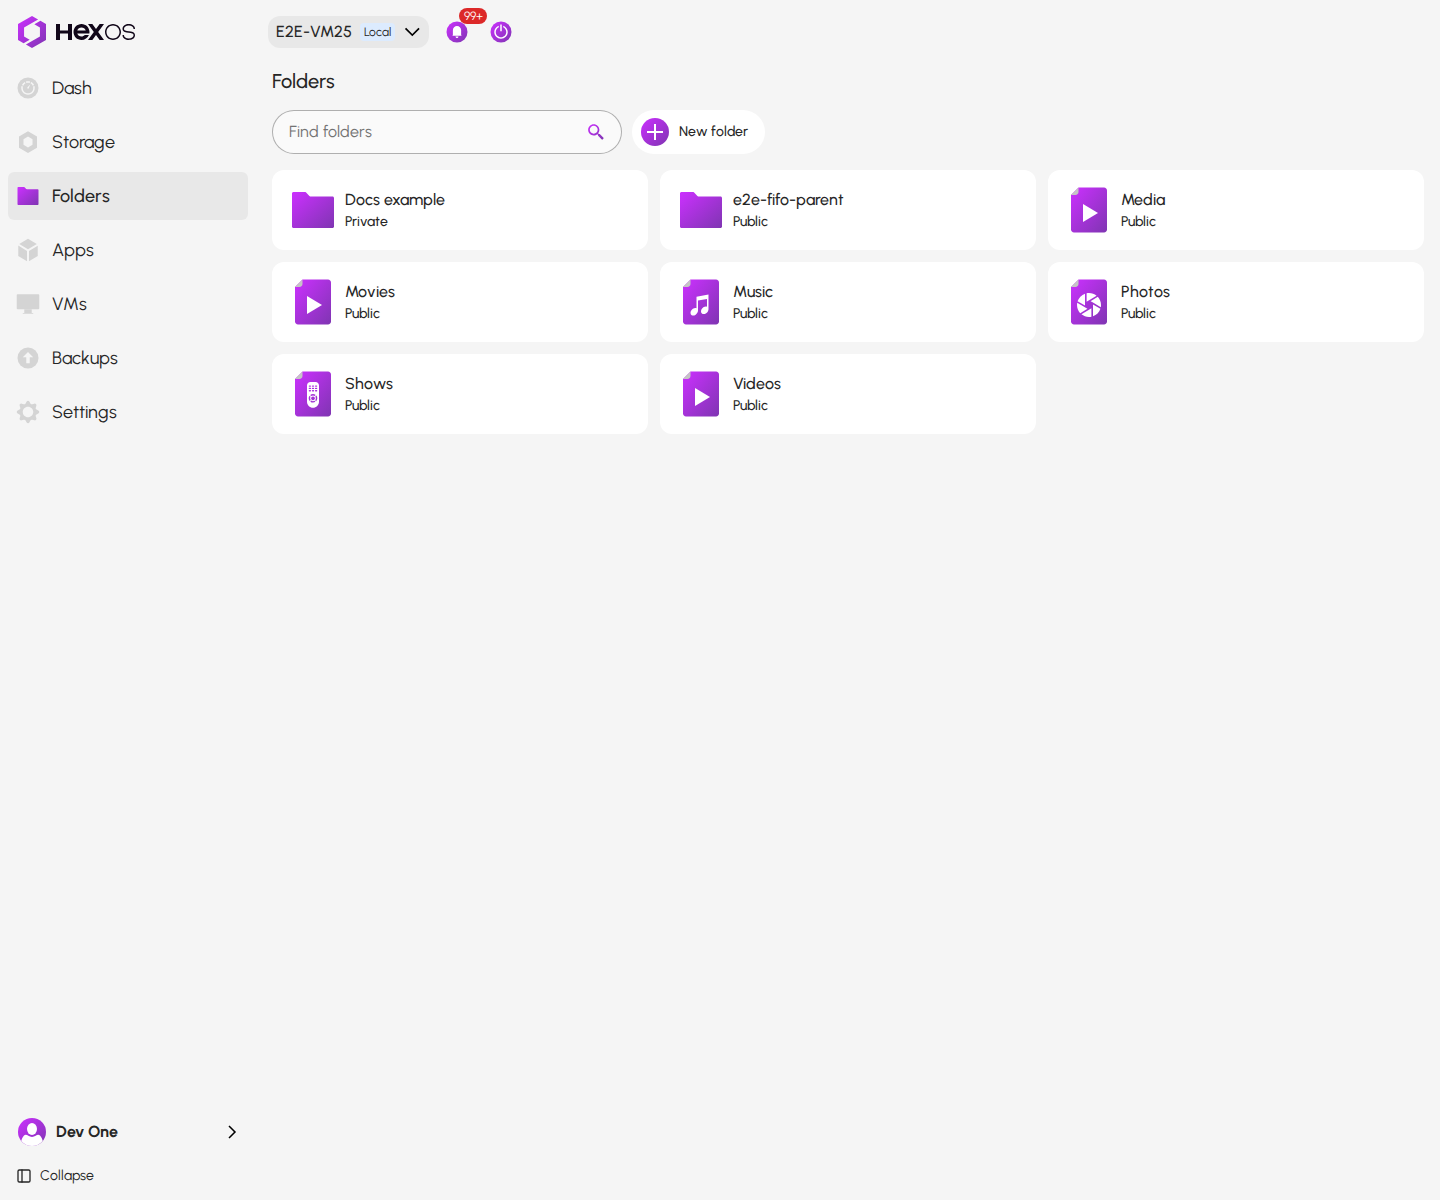 HexOS
E2E-VM25 Local
99+
Dash
Storage
Folders
Apps
VMs
Backups
Settings
Folders
Find folders
New folder
Docs example
Private
e2e-fifo-parent
Public
Media
Public
Movies
Public
Music
Public
Photos
Public
Shows
Public
Videos
Public
Dev One
Collapse